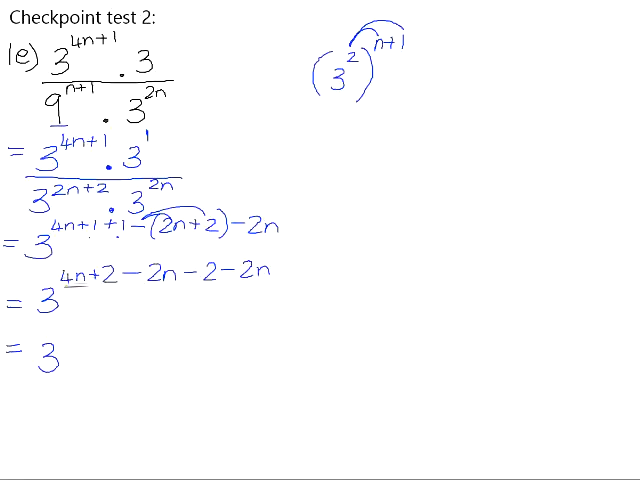 Checkpoint test 2:
1e) 3^(4n+1) . 3
9^(n+1) . 3^(2n)
(3^2)^(n+1)
= 3^(4n+1) . 3^1
3^(2n+2) . 3^(2n)
= 3^(4n+1+1-(2n+2)-2n)
= 3^(4n+2-2n-2-2n)
= 3